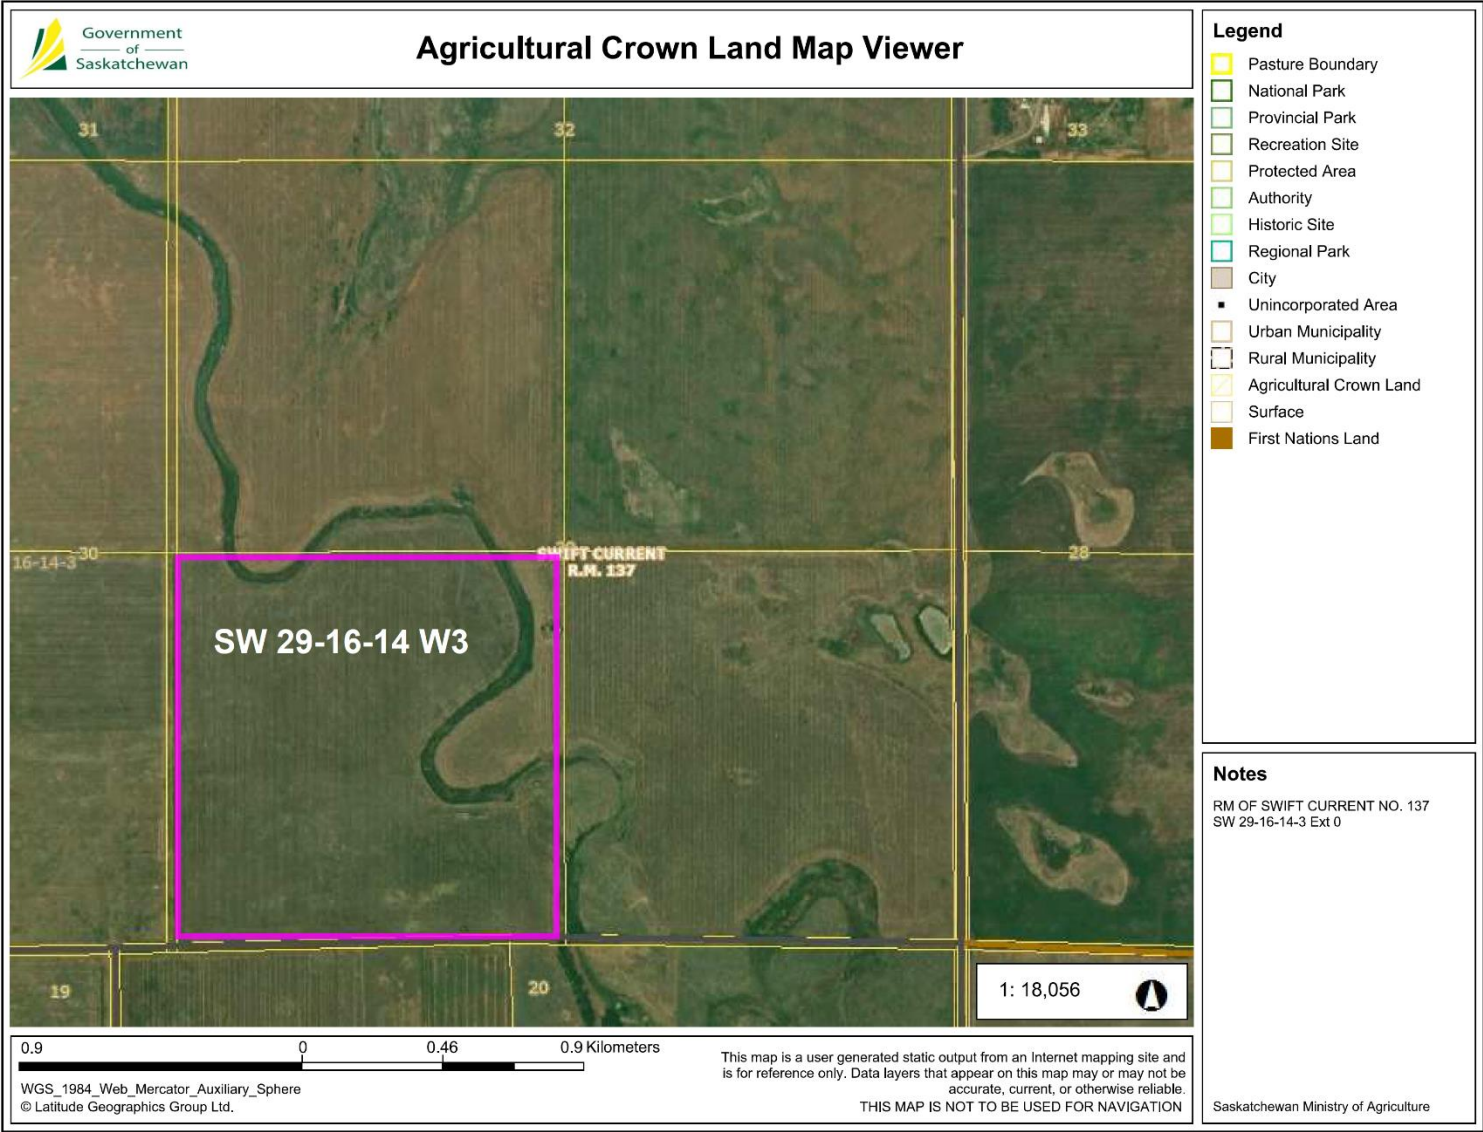 Government
of
Saskatchewan
Agricultural Crown Land Map Viewer
31
32
33
30
16-14-3
SWIFT CURRENT
R.M. 137
28
SW 29-16-14 W3
19
20
1: 18,056
0.9
0
0.46
0.9 Kilometers
WGS_1984_Web_Mercator_Auxiliary_Sphere
© Latitude Geographics Group Ltd.
This map is a user generated static output from an Internet mapping site and
is for reference only. Data layers that appear on this map may or may not be
accurate, current, or otherwise reliable.
THIS MAP IS NOT TO BE USED FOR NAVIGATION
Legend
Pasture Boundary
National Park
Provincial Park
Recreation Site
Protected Area
Authority
Historic Site
Regional Park
City
Unincorporated Area
Urban Municipality
Rural Municipality
Agricultural Crown Land
Surface
First Nations Land
Notes
RM OF SWIFT CURRENT NO. 137
SW 29-16-14-3 Ext 0
Saskatchewan Ministry of Agriculture